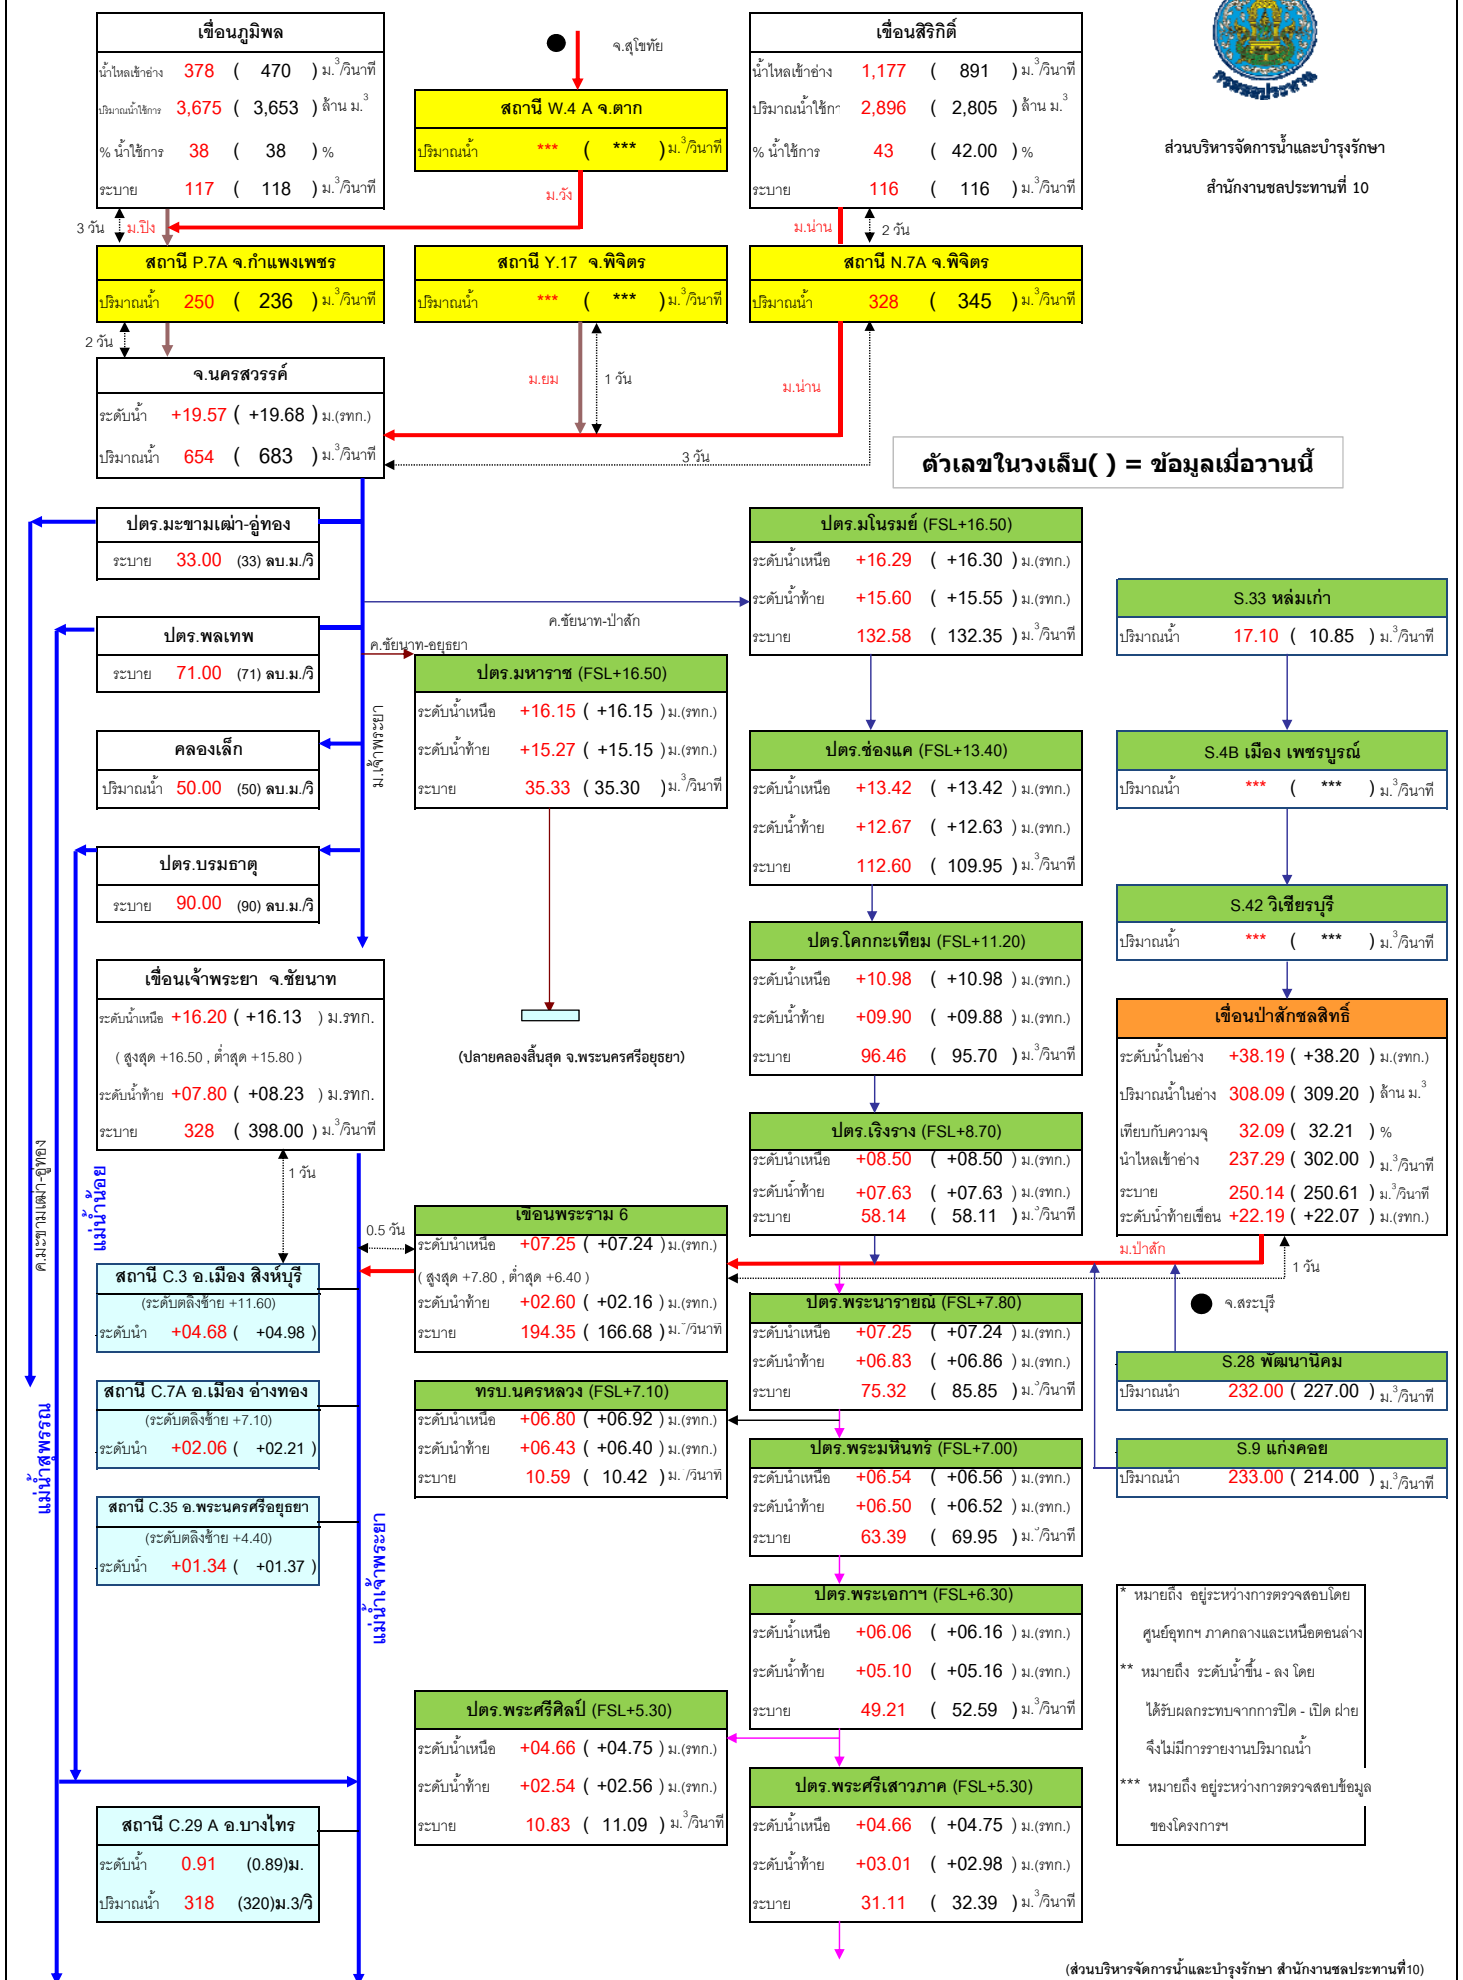 เขื่อนภูมิพล
น้ำไหลเข้าอ่าง 378 ( 470 ) ม.³/วินาที
ปริมาณน้ำใช้การ 3,675 ( 3,653 ) ล้าน ม.³
% น้ำใช้การ 38 ( 38 ) %
ระบาย 117 ( 118 ) ม.³/วินาที
จ.สุโขทัย
สถานี W.4 A จ.ตาก
ปริมาณน้ำ *** ( *** ) ม.³/วินาที
เขื่อนสิริกิติ์
น้ำไหลเข้าอ่าง 1,177 ( 891 ) ม.³/วินาที
ปริมาณน้ำใช้กา 2,896 ( 2,805 ) ล้าน ม.³
% น้ำใช้การ 43 ( 42.00 ) %
ระบาย 116 ( 116 ) ม.³/วินาที
กรมชลประทาน
ส่วนบริหารจัดการน้ำและบำรุงรักษา
สำนักงานชลประทานที่ 10
3 วัน
ม.ปิง
ม.วัง
ม.น่าน
2 วัน
สถานี P.7A จ.กำแพงเพชร
ปริมาณน้ำ 250 ( 236 ) ม.³/วินาที
สถานี Y.17 จ.พิจิตร
ปริมาณน้ำ *** ( *** ) ม.³/วินาที
สถานี N.7A จ.พิจิตร
ปริมาณน้ำ 328 ( 345 ) ม.³/วินาที
2 วัน
ม.ยม
1 วัน
ม.น่าน
จ.นครสวรรค์
ระดับน้ำ +19.57 ( +19.68 ) ม.(รทก.)
ปริมาณน้ำ 654 ( 683 ) ม.³/วินาที
3 วัน
ตัวเลขในวงเล็บ( ) = ข้อมูลเมื่อวานนี้
ปตร.มะขามเฒ่า-อู่ทอง
ระบาย 33.00 (33) ลบ.ม./วิ
ปตร.พลเทพ
ระบาย 71.00 (71) ลบ.ม./วิ
คลองเล็ก
ปริมาณน้ำ 50.00 (50) ลบ.ม./วิ
ปตร.บรมธาตุ
ระบาย 90.00 (90) ลบ.ม./วิ
ค.ชัยนาท-ป่าสัก
ค.ชัยนาท-อยุธยา
ม.เจ้าพระยา
ปตร.มหาราช (FSL+16.50)
ระดับน้ำเหนือ +16.15 ( +16.15 ) ม.(รทก.)
ระดับน้ำท้าย +15.27 ( +15.15 ) ม.(รทก.)
ระบาย 35.33 ( 35.30 ) ม.³/วินาที
(ปลายคลองสิ้นสุด จ.พระนครศรีอยุธยา)
ปตร.มโนรมย์ (FSL+16.50)
ระดับน้ำเหนือ +16.29 ( +16.30 ) ม.(รทก.)
ระดับน้ำท้าย +15.60 ( +15.55 ) ม.(รทก.)
ระบาย 132.58 ( 132.35 ) ม.³/วินาที
ปตร.ช่องแค (FSL+13.40)
ระดับน้ำเหนือ +13.42 ( +13.42 ) ม.(รทก.)
ระดับน้ำท้าย +12.67 ( +12.63 ) ม.(รทก.)
ระบาย 112.60 ( 109.95 ) ม.³/วินาที
ปตร.โคกกะเทียม (FSL+11.20)
ระดับน้ำเหนือ +10.98 ( +10.98 ) ม.(รทก.)
ระดับน้ำท้าย +09.90 ( +09.88 ) ม.(รทก.)
ระบาย 96.46 ( 95.70 ) ม.³/วินาที
ปตร.เริงราง (FSL+8.70)
ระดับน้ำเหนือ +08.50 ( +08.50 ) ม.(รทก.)
ระดับน้ำท้าย +07.63 ( +07.63 ) ม.(รทก.)
ระบาย 58.14 ( 58.11 ) ม.³/วินาที
S.33 หล่มเก่า
ปริมาณน้ำ 17.10 ( 10.85 ) ม.³/วินาที
S.4B เมือง เพชรบูรณ์
ปริมาณน้ำ *** ( *** ) ม.³/วินาที
S.42 วิเชียรบุรี
ปริมาณน้ำ *** ( *** ) ม.³/วินาที
เขื่อนป่าสักชลสิทธิ์
ระดับน้ำในอ่าง +38.19 ( +38.20 ) ม.(รทก.)
ปริมาณน้ำในอ่าง 308.09 ( 309.20 ) ล้าน ม.³
เทียบกับความจุ 32.09 ( 32.21 ) %
น้ำไหลเข้าอ่าง 237.29 ( 302.00 ) ม.³/วินาที
ระบาย 250.14 ( 250.61 ) ม.³/วินาที
ระดับน้ำท้ายเขื่อน +22.19 ( +22.07 ) ม.(รทก.)
เขื่อนเจ้าพระยา จ.ชัยนาท
ระดับน้ำเหนือ +16.20 ( +16.13 ) ม.รทก.
( สูงสุด +16.50 , ต่ำสุด +15.80 )
ระดับน้ำท้าย +07.80 ( +08.23 ) ม.รทก.
ระบาย 328 ( 398.00 ) ม.³/วินาที
ค.มะขามเฒ่า-อู่ทอง
แม่น้ำน้อย
1 วัน
0.5 วัน
เขื่อนพระราม 6
ระดับน้ำเหนือ +07.25 ( +07.24 ) ม.(รทก.)
( สูงสุด +7.80 , ต่ำสุด +6.40 )
ระดับน้ำท้าย +02.60 ( +02.16 ) ม.(รทก.)
ระบาย 194.35 ( 166.68 ) ม.³/วินาที
ม.ป่าสัก
1 วัน
จ.สระบุรี
สถานี C.3 อ.เมือง สิงห์บุรี
(ระดับตลิ่งซ้าย +11.60)
ระดับน้ำ +04.68 ( +04.98 )
สถานี C.7A อ.เมือง อ่างทอง
(ระดับตลิ่งซ้าย +7.10)
ระดับน้ำ +02.06 ( +02.21 )
สถานี C.35 อ.พระนครศรีอยุธยา
(ระดับตลิ่งซ้าย +4.40)
ระดับน้ำ +01.34 ( +01.37 )
แม่น้ำสุพรรณ
แม่น้ำเจ้าพระยา
ทรบ.นครหลวง (FSL+7.10)
ระดับน้ำเหนือ +06.80 ( +06.92 ) ม.(รทก.)
ระดับน้ำท้าย +06.43 ( +06.40 ) ม.(รทก.)
ระบาย 10.59 ( 10.42 ) ม.³/วินาที
ปตร.พระนารายณ์ (FSL+7.80)
ระดับน้ำเหนือ +07.25 ( +07.24 ) ม.(รทก.)
ระดับน้ำท้าย +06.83 ( +06.86 ) ม.(รทก.)
ระบาย 75.32 ( 85.85 ) ม.³/วินาที
ปตร.พระมหินทร์ (FSL+7.00)
ระดับน้ำเหนือ +06.54 ( +06.56 ) ม.(รทก.)
ระดับน้ำท้าย +06.50 ( +06.52 ) ม.(รทก.)
ระบาย 63.39 ( 69.95 ) ม.³/วินาที
S.28 พัฒนานิคม
ปริมาณน้ำ 232.00 ( 227.00 ) ม.³/วินาที
S.9 แก่งคอย
ปริมาณน้ำ 233.00 ( 214.00 ) ม.³/วินาที
ปตร.พระเอกาฯ (FSL+6.30)
ระดับน้ำเหนือ +06.06 ( +06.16 ) ม.(รทก.)
ระดับน้ำท้าย +05.10 ( +05.16 ) ม.(รทก.)
ระบาย 49.21 ( 52.59 ) ม.³/วินาที
ปตร.พระศรีศิลป์ (FSL+5.30)
ระดับน้ำเหนือ +04.66 ( +04.75 ) ม.(รทก.)
ระดับน้ำท้าย +02.54 ( +02.56 ) ม.(รทก.)
ระบาย 10.83 ( 11.09 ) ม.³/วินาที
ปตร.พระศรีเสาวภาค (FSL+5.30)
ระดับน้ำเหนือ +04.66 ( +04.75 ) ม.(รทก.)
ระดับน้ำท้าย +03.01 ( +02.98 ) ม.(รทก.)
ระบาย 31.11 ( 32.39 ) ม.³/วินาที
* หมายถึง อยู่ระหว่างการตรวจสอบโดย
ศูนย์อุทกฯ ภาคกลางและเหนือตอนล่าง
** หมายถึง ระดับน้ำขึ้น - ลง โดย
ได้รับผลกระทบจากการปิด - เปิด ฝาย
จึงไม่มีการรายงานปริมาณน้ำ
*** หมายถึง อยู่ระหว่างการตรวจสอบข้อมูล
ของโครงการฯ
สถานี C.29 A อ.บางไทร
ระดับน้ำ 0.91 (0.89)ม.
ปริมาณน้ำ 318 (320)ม.3/วิ
(ส่วนบริหารจัดการน้ำและบำรุงรักษา สำนักงานชลประทานที่10)